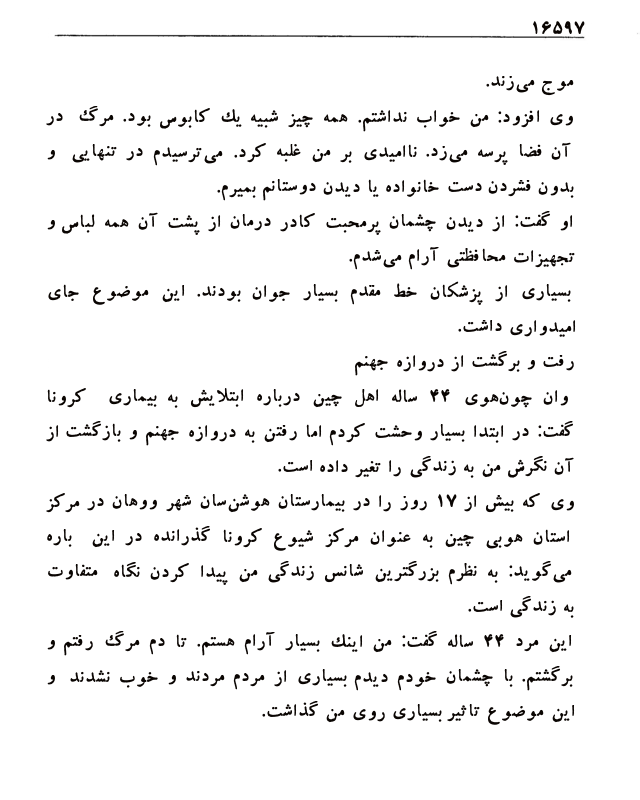 ۱۶۵۹۷
موج می‌زند.
وی افزود: من خواب نداشتم. همه چیز شبیه یك کابوس بود. مرگ در
آن فضا پرسه می‌زد. ناامیدی بر من غلبه کرد. می‌ترسیدم در تنهایی و
بدون فشردن دست خانواده یا دیدن دوستانم بمیرم.
او گفت: از دیدن چشمان پرمحبت کادر درمان از پشت آن همه لباس و
تجهیزات محافظتی آرام می‌شدم.
بسیاری از پزشکان خط مقدم بسیار جوان بودند. این موضوع جای
امیدواری داشت.
رفت و برگشت از دروازه جهنم
وان چون‌هوی ۴۴ ساله اهل چین درباره ابتلایش به بیماری کرونا
گفت: در ابتدا بسیار وحشت کردم اما رفتن به دروازه جهنم و بازگشت از
آن نگرش من به زندگی را تغیر داده است.
وی که بیش از ۱۷ روز را در بیمارستان هوشن‌سان شهر ووهان در مرکز
استان هوبی چین به عنوان مرکز شیوع کرونا گذرانده در این باره
می‌گوید: به نظرم بزرگترین شانس زندگی من پیدا کردن نگاه متفاوت
به زندگی است.
این مرد ۴۴ ساله گفت: من اینك بسیار آرام هستم. تا دم مرگ رفتم و
برگشتم. با چشمان خودم دیدم بسیاری از مردم مردند و خوب نشدند و
این موضوع تاثیر بسیاری روی من گذاشت.